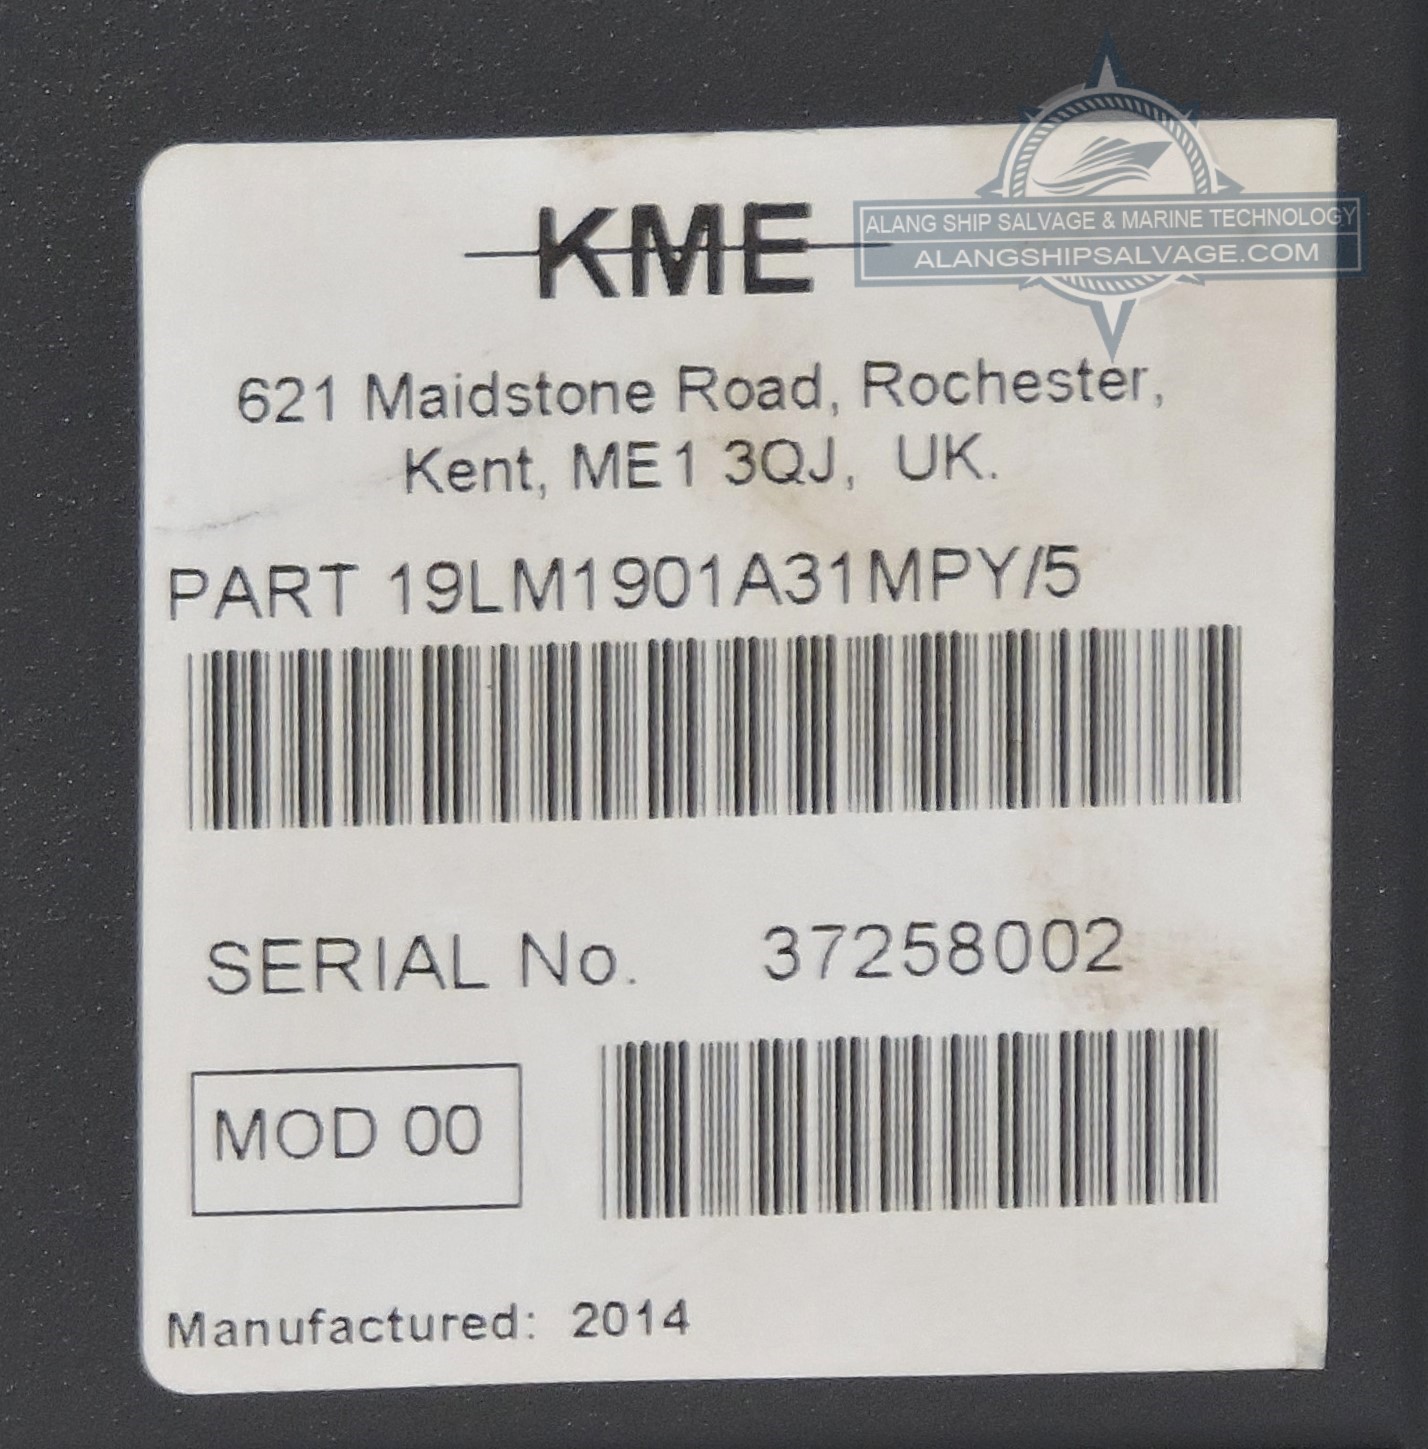 KME
ALANG SHIP SALVAGE & MARINE TECHNOLOGY
ALANGSHIPSALVAGE.COM
621 Maidstone Road, Rochester,
Kent, ME1 3QJ, UK.
PART 19LM1901A31MPY/5
SERIAL No. 37258002
MOD 00
Manufactured: 2014